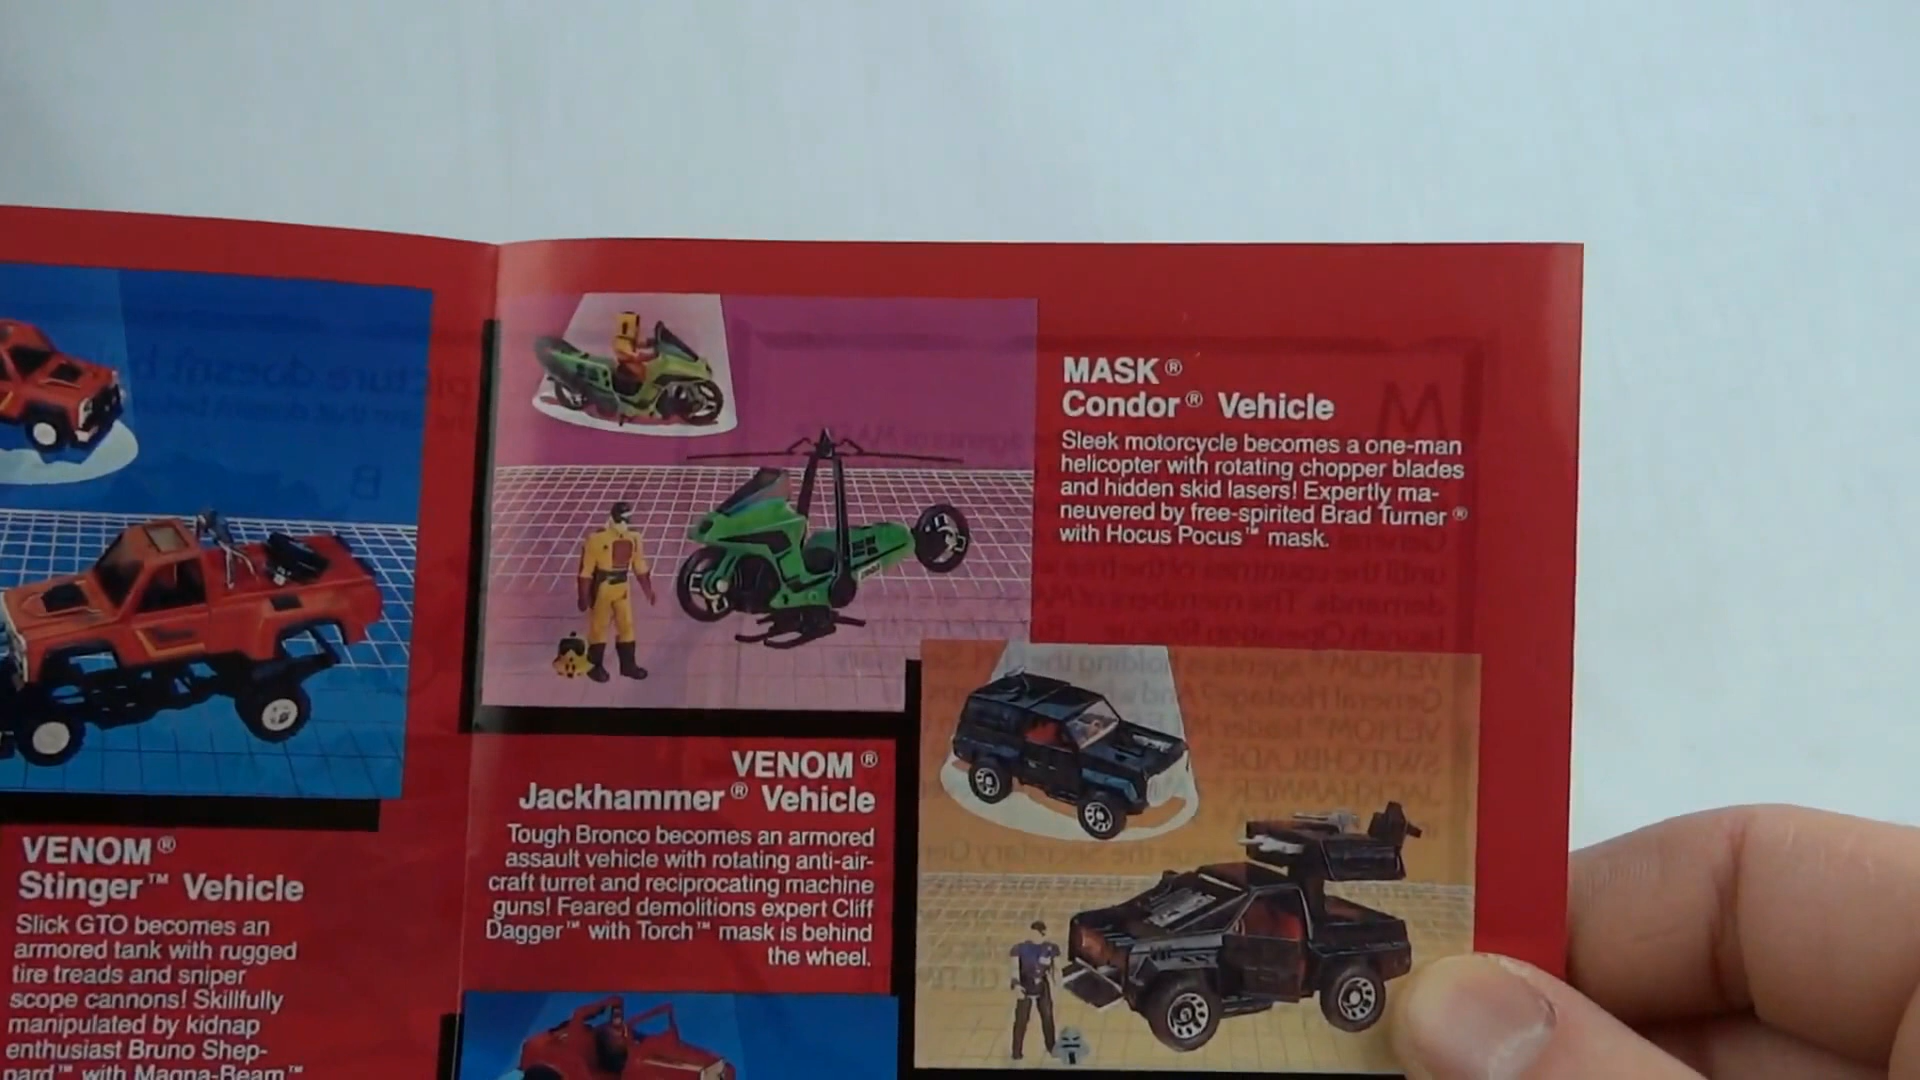 MASK®
Condor® Vehicle
Sleek motorcycle becomes a one-man
helicopter with rotating chopper blades
and hidden skid lasers! Expertly ma-
neuvered by free-spirited Brad Turner®
with Hocus Pocus™ mask.
VENOM®
Jackhammer® Vehicle
Tough Bronco becomes an armored
assault vehicle with rotating anti-air-
craft turret and reciprocating machine
guns! Feared demolitions expert Cliff
Dagger™ with Torch™ mask is behind
the wheel.
VENOM®
Stinger™ Vehicle
Slick GTO becomes an
armored tank with rugged
tire treads and sniper
scope cannons! Skillfully
manipulated by kidnap
enthusiast Bruno Shep-
pard™ with Magna-Beam™